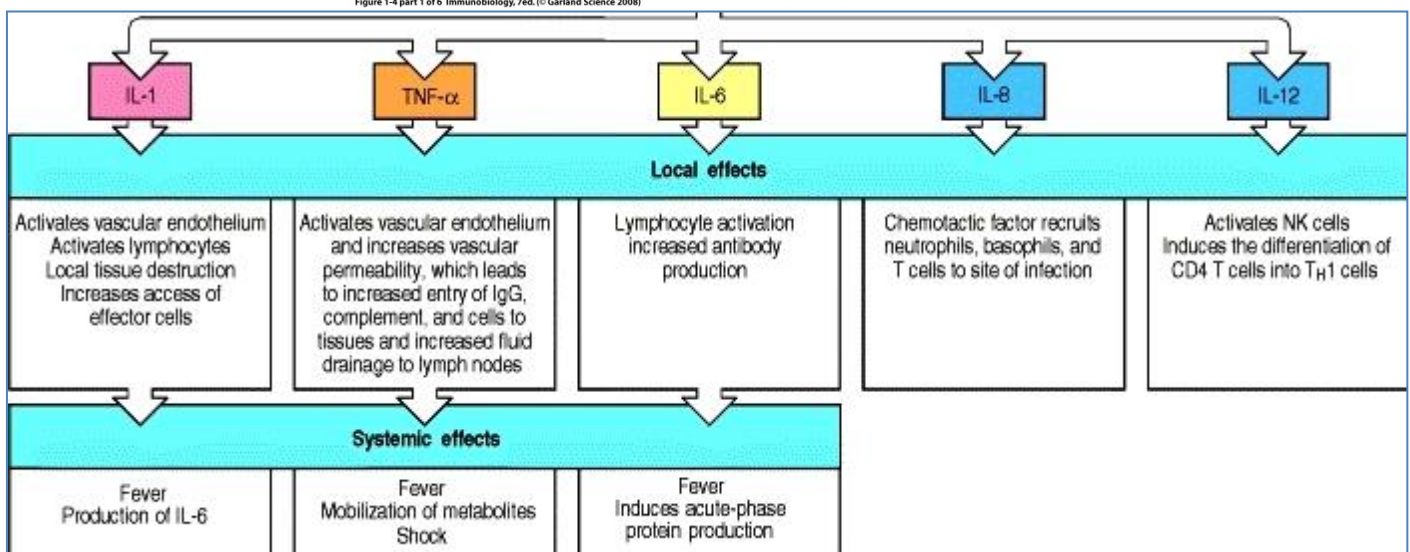 Figure 1-4 part 1 of 6 Immunobiology, 7ed. (© Garland Science 2008)
IL-1
TNF-α
IL-6
IL-8
IL-12
Local effects
Activates vascular endothelium
Activates lymphocytes
Local tissue destruction
Increases access of
effector cells
Activates vascular endothelium
and increases vascular
permeability, which leads
to increased entry of IgG,
complement, and cells to
tissues and increased fluid
drainage to lymph nodes
Lymphocyte activation
increased antibody
production
Chemotactic factor recruits
neutrophils, basophils, and
T cells to site of infection
Activates NK cells
Induces the differentiation of
CD4 T cells into TH1 cells
Systemic effects
Fever
Production of IL-6
Fever
Mobilization of metabolites
Shock
Fever
Induces acute-phase
protein production